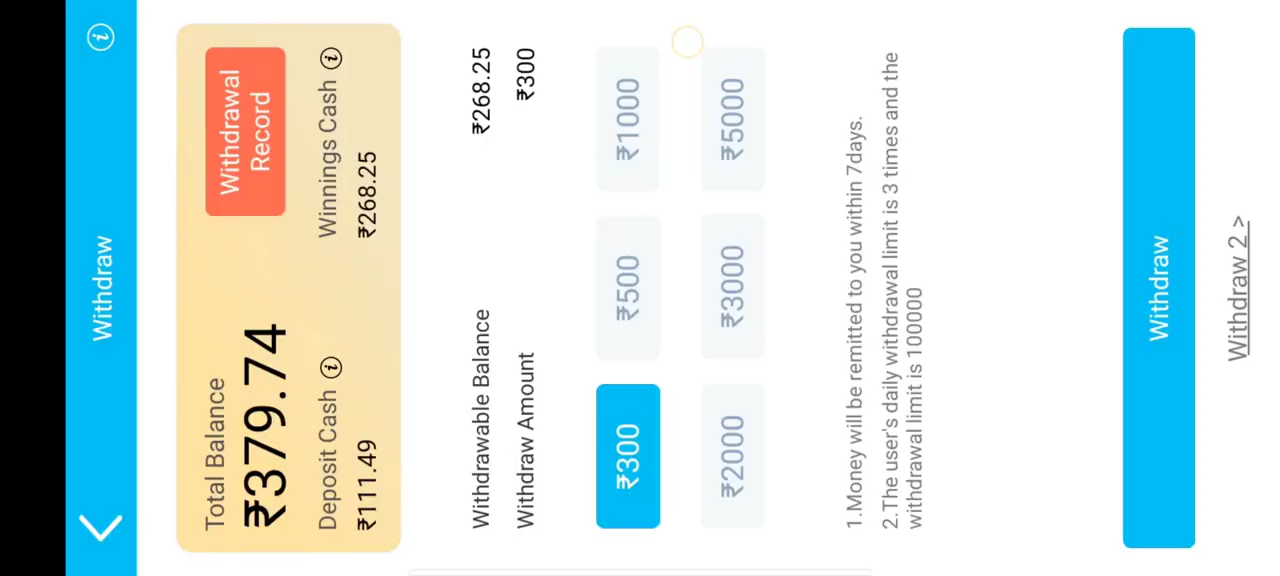 Withdraw
Total Balance
₹379.74
Withdrawal
Record
Deposit Cash
₹111.49
Winnings Cash
₹268.25
Withdrawable Balance ₹268.25
Withdraw Amount ₹300
₹300 ₹500 ₹1000
₹2000 ₹3000 ₹5000
1.Money will be remitted to you within 7days.
2.The user's daily withdrawal limit is 3 times and the
withdrawal limit is 100000
Withdraw
Withdraw 2 >